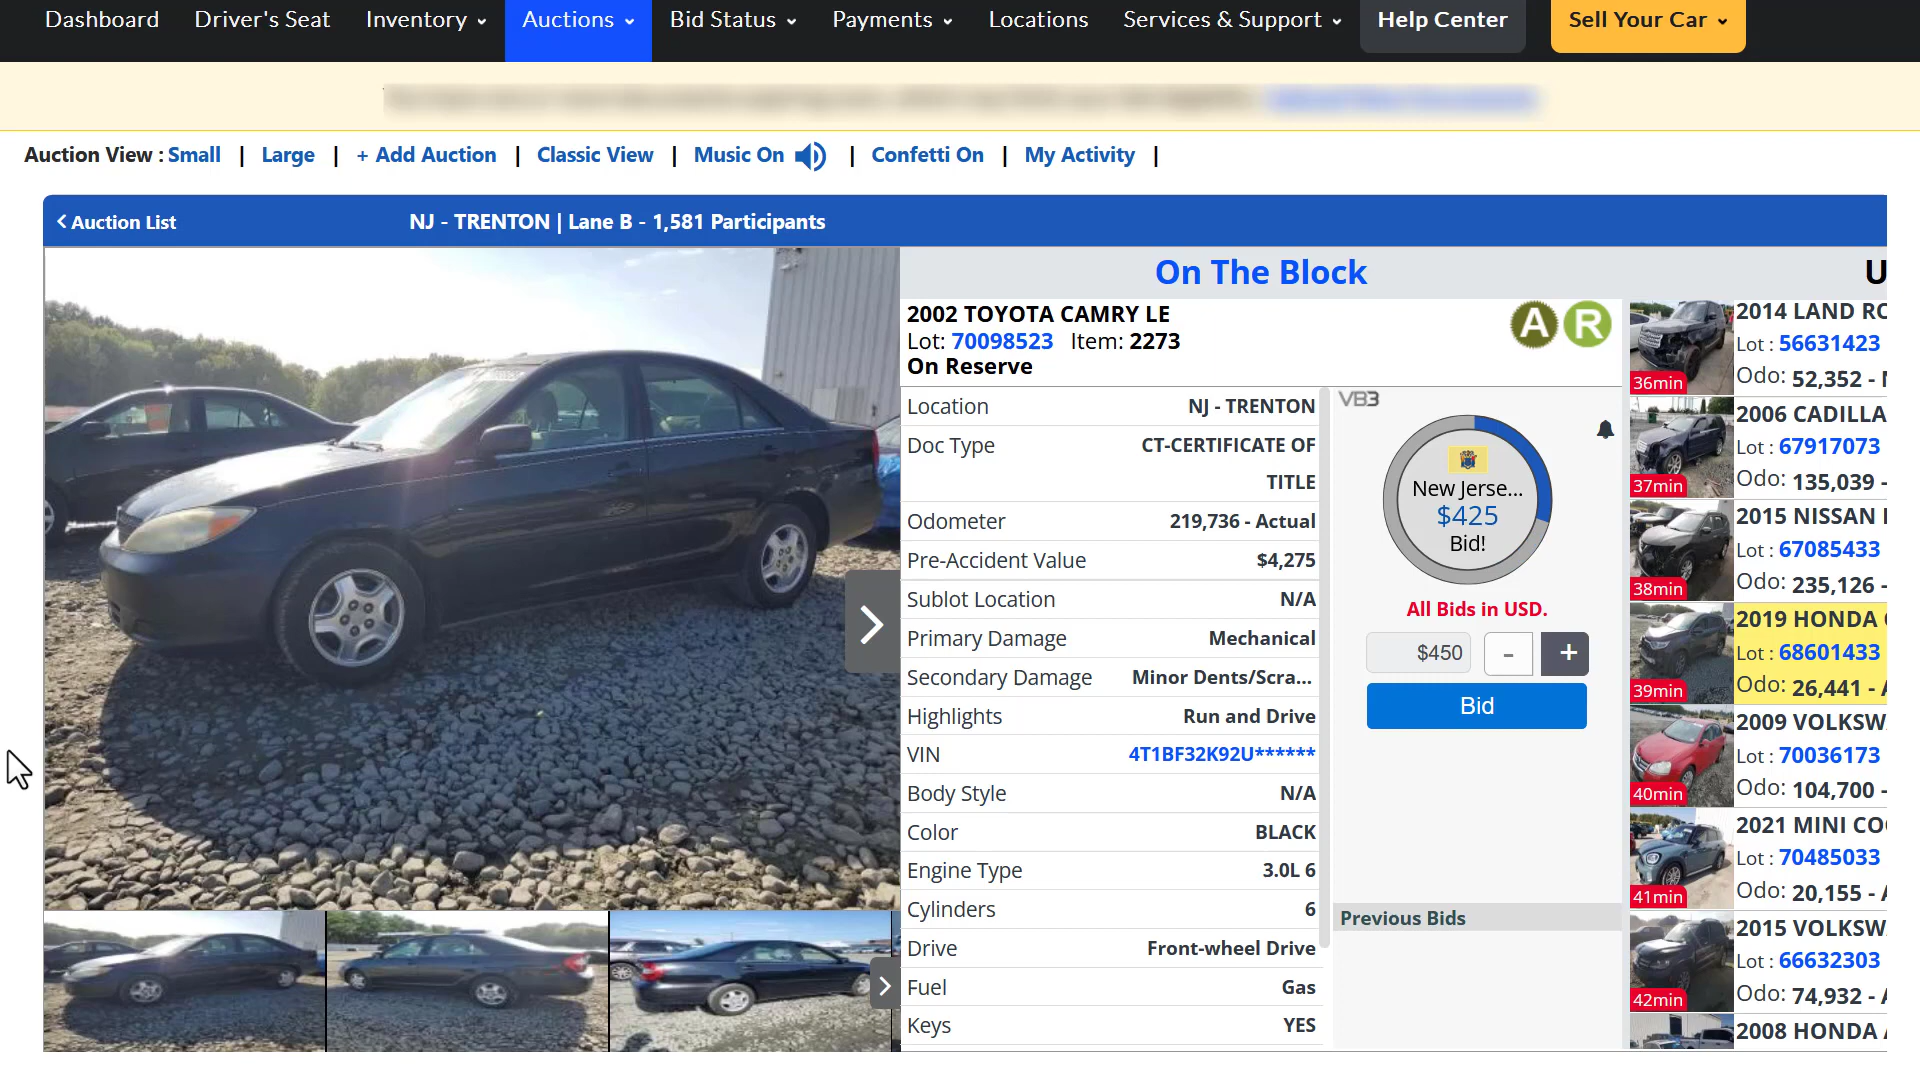 Dashboard Driver's Seat Inventory Auctions Bid Status Payments Locations Services & Support Help Center Sell Your Car
Auction View : Small | Large | + Add Auction | Classic View | Music On | Confetti On | My Activity |
Auction List NJ - TRENTON | Lane B - 1,581 Participants
On The Block
U
2002 TOYOTA CAMRY LE
Lot: 70098523 Item: 2273
On Reserve
A R
Location NJ - TRENTON
Doc Type CT-CERTIFICATE OF
TITLE
Odometer 219,736 - Actual
Pre-Accident Value $4,275
Sublot Location N/A
Primary Damage Mechanical
Secondary Damage Minor Dents/Scra...
Highlights Run and Drive
VIN 4T1BF32K92U******
Body Style N/A
Color BLACK
Engine Type 3.0L 6
Cylinders 6
Drive Front-wheel Drive
Fuel Gas
Keys YES
VB3
New Jerse...
$425
Bid!
All Bids in USD.
$450 - +
Bid
Previous Bids
2014 LAND RO
Lot : 56631423
36min Odo: 52,352 -
2006 CADILLA
Lot : 67917073
37min Odo: 135,039 -
2015 NISSAN
Lot : 67085433
38min Odo: 235,126 -
2019 HONDA
Lot : 68601433
39min Odo: 26,441 - A
2009 VOLKSW
Lot : 70036173
40min Odo: 104,700 -
2021 MINI COO
Lot : 70485033
41min Odo: 20,155 - A
2015 VOLKSW
Lot : 66632303
42min Odo: 74,932 - A
2008 HONDA A